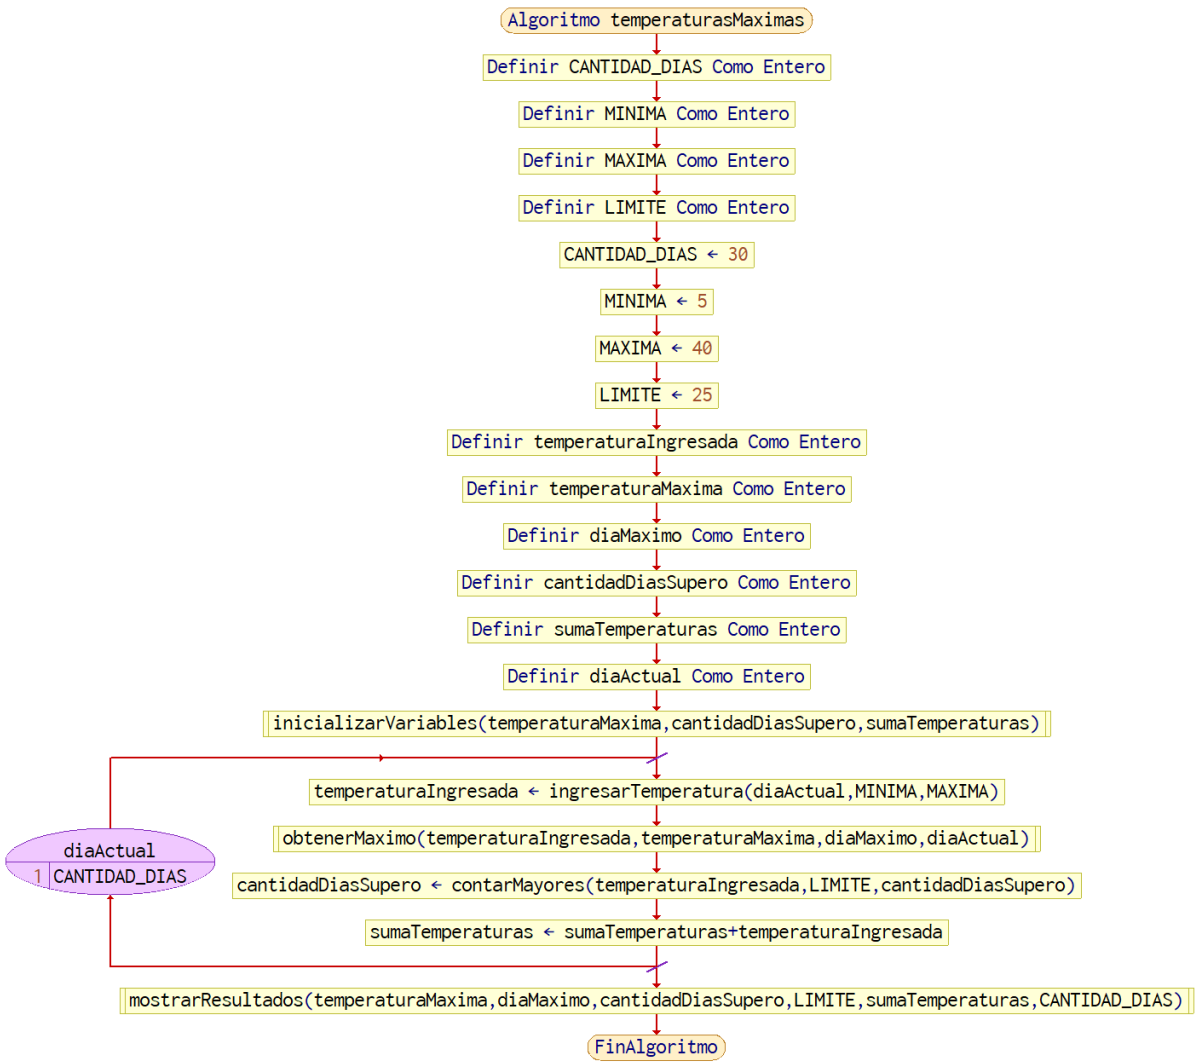 Algoritmo temperaturasMaximas
Definir CANTIDAD_DIAS Como Entero
Definir MINIMA Como Entero
Definir MAXIMA Como Entero
Definir LIMITE Como Entero
CANTIDAD_DIAS ← 30
MINIMA ← 5
MAXIMA ← 40
LIMITE ← 25
Definir temperaturaIngresada Como Entero
Definir temperaturaMaxima Como Entero
Definir diaMaximo Como Entero
Definir cantidadDiasSupero Como Entero
Definir sumaTemperaturas Como Entero
Definir diaActual Como Entero
inicializarVariables(temperaturaMaxima,cantidadDiasSupero,sumaTemperaturas)
diaActual
1 CANTIDAD_DIAS
temperaturaIngresada ← ingresarTemperatura(diaActual,MINIMA,MAXIMA)
obtenerMaximo(temperaturaIngresada,temperaturaMaxima,diaMaximo,diaActual)
cantidadDiasSupero ← contarMayores(temperaturaIngresada,LIMITE,cantidadDiasSupero)
sumaTemperaturas ← sumaTemperaturas+temperaturaIngresada
mostrarResultados(temperaturaMaxima,diaMaximo,cantidadDiasSupero,LIMITE,sumaTemperaturas,CANTIDAD_DIAS)
FinAlgoritmo